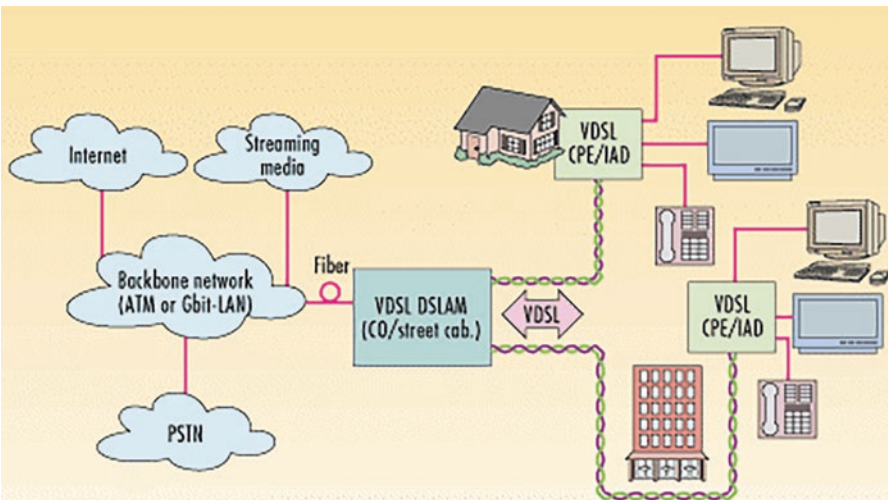 Internet
Streaming
media
Backbone network
(ATM or Gbit-LAN)
PSTN
Fiber
VDSL DSLAM
(CO/street cab.)
VDSL
VDSL
CPE/IAD
VDSL
CPE/IAD